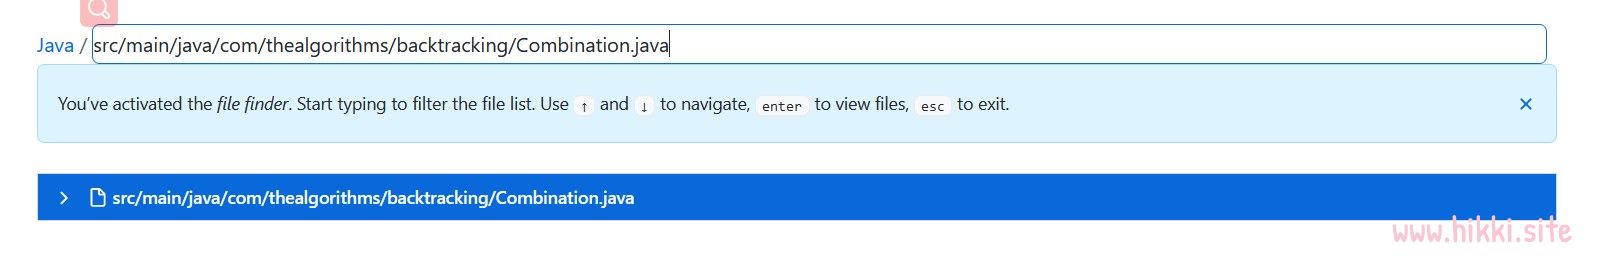 Java / src/main/java/com/thealgorithms/backtracking/Combination.java
You’ve activated the file finder. Start typing to filter the file list. Use ↑ and ↓ to navigate, enter to view files, esc to exit. ×
src/main/java/com/thealgorithms/backtracking/Combination.java
www.hikki.site